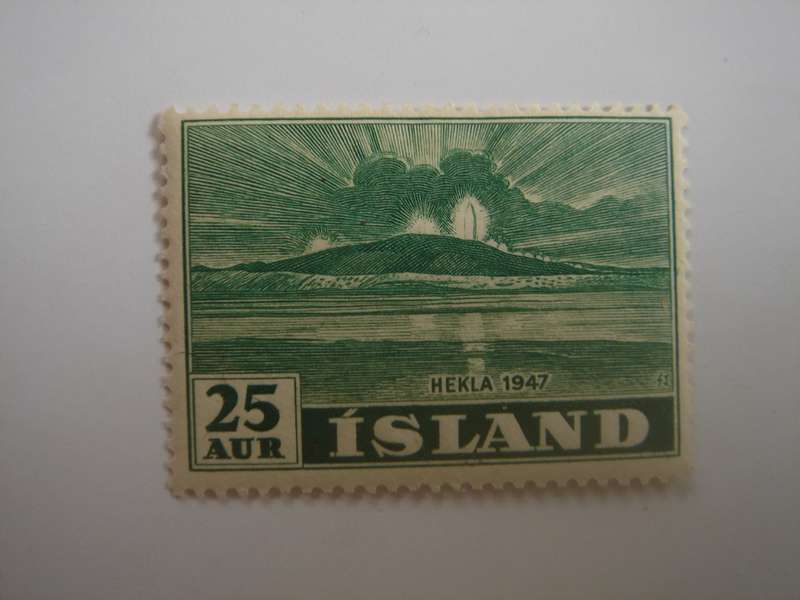 HEKLA 1947
25
AUR
ÍSLAND